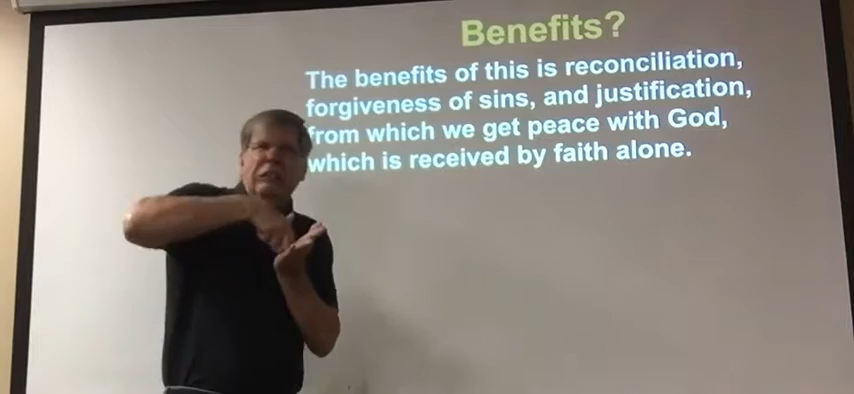 Benefits?
The benefits of this is reconciliation,
forgiveness of sins, and justification,
from which we get peace with God,
which is received by faith alone.